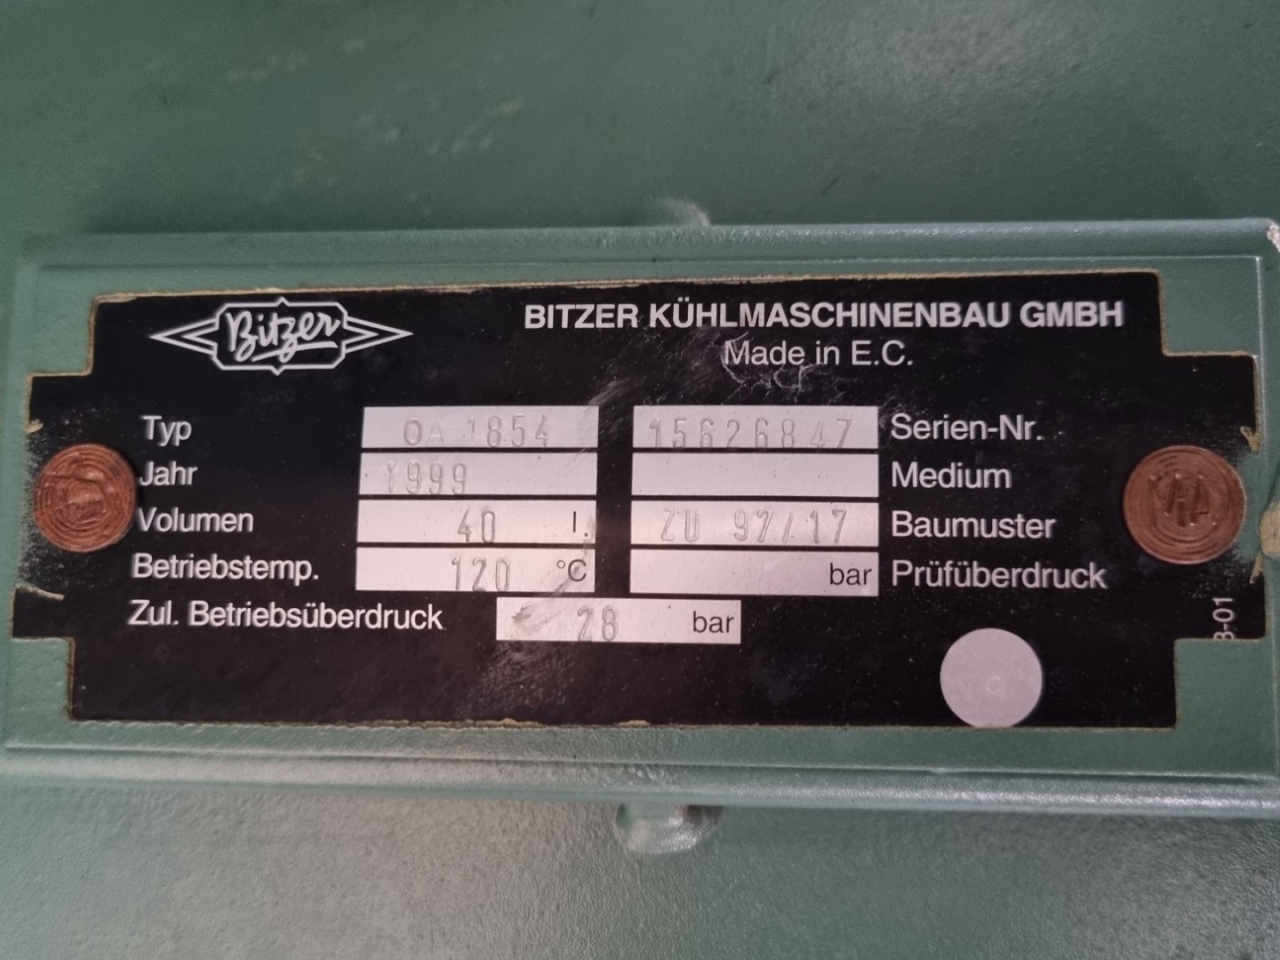 Bitzer
BITZER KÜHLMASCHINENBAU GMBH
Made in E.C.
Typ OA 1854 15626847 Serien-Nr.
Jahr 1999 Medium
Volumen 40 l ZU 97/17 Baumuster
Betriebstemp. 120 °C bar Prüfüberdruck
Zul. Betriebsüberdruck 28 bar